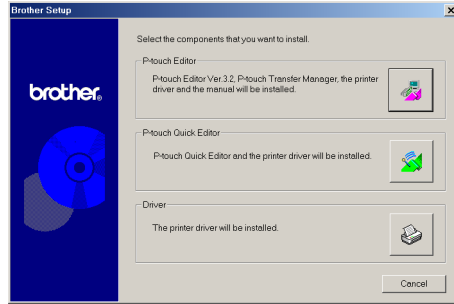 Brother Setup
Select the components that you want to install.
P-touch Editor
P-touch Editor Ver.3.2, P-touch Transfer Manager, the printer
driver and the manual will be installed.
brother®
P-touch Quick Editor
P-touch Quick Editor and the printer driver will be installed.
Driver
The printer driver will be installed.
Cancel